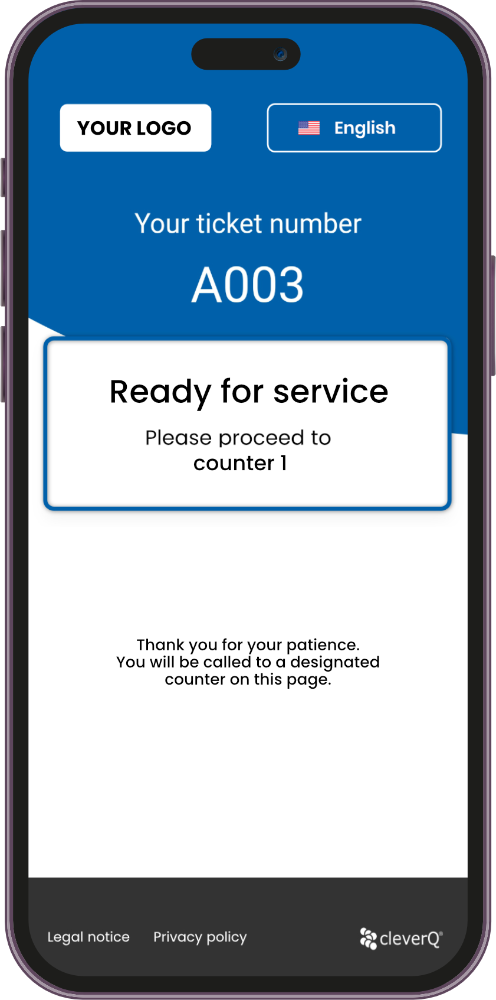 YOUR LOGO
English
Your ticket number
A003
Ready for service
Please proceed to
counter 1
Thank you for your patience.
You will be called to a designated
counter on this page.
Legal notice Privacy policy
cleverQ®